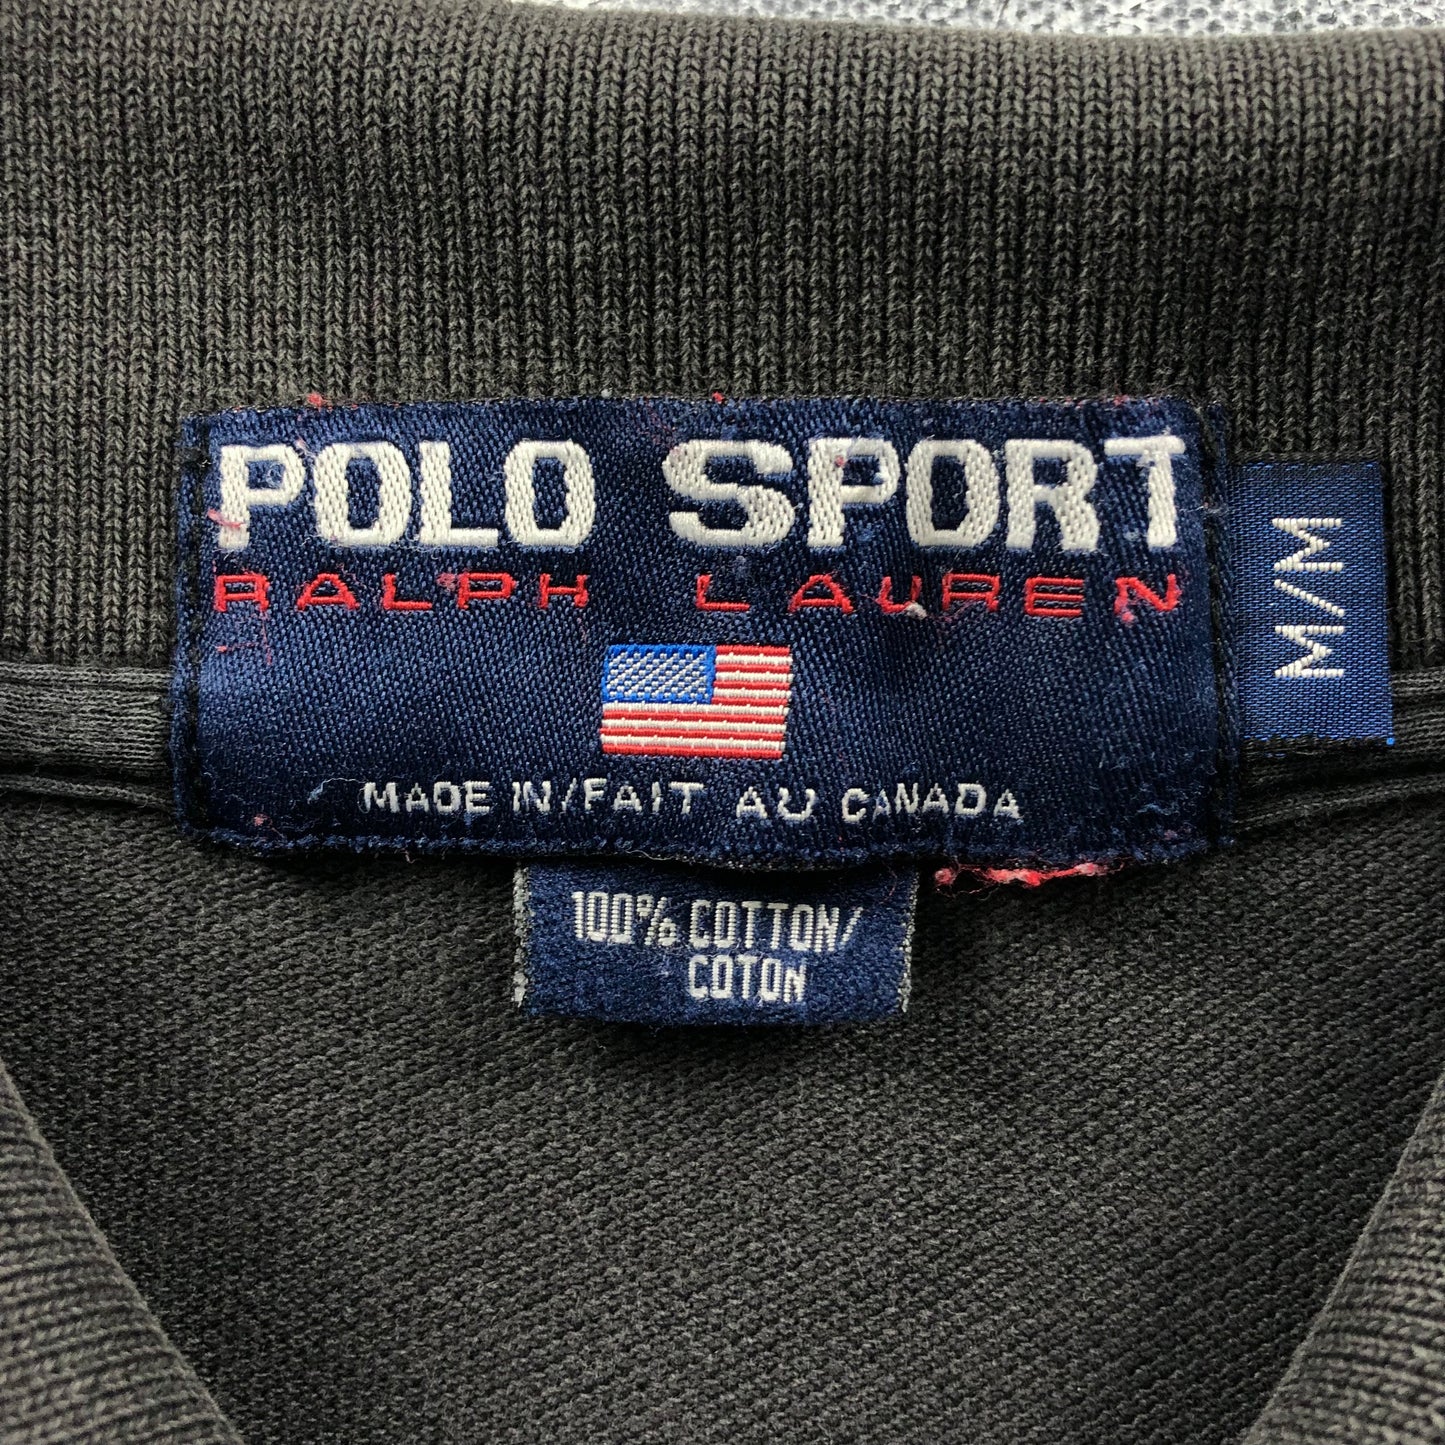 POLO SPORT
RALPH LAUREN
MADE IN/FAIT AU CANADA
M/M
100% COTTON/
COTON